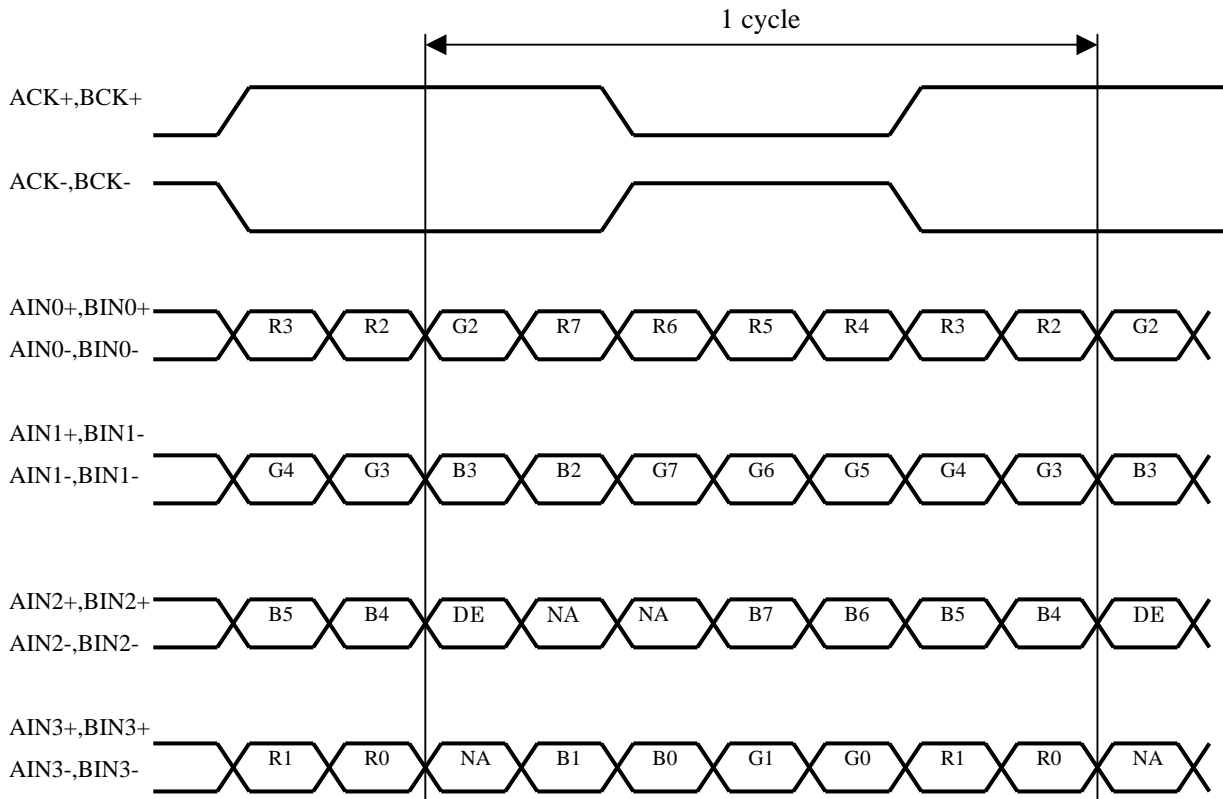 1 cycle
ACK+,BCK+
ACK-,BCK-
AIN0+,BIN0+
R3 R2 G2 R7 R6 R5 R4 R3 R2 G2
AIN0-,BIN0-
AIN1+,BIN1-
G4 G3 B3 B2 G7 G6 G5 G4 G3 B3
AIN1-,BIN1-
AIN2+,BIN2+
B5 B4 DE NA NA B7 B6 B5 B4 DE
AIN2-,BIN2-
AIN3+,BIN3+
R1 R0 NA B1 B0 G1 G0 R1 R0 NA
AIN3-,BIN3-